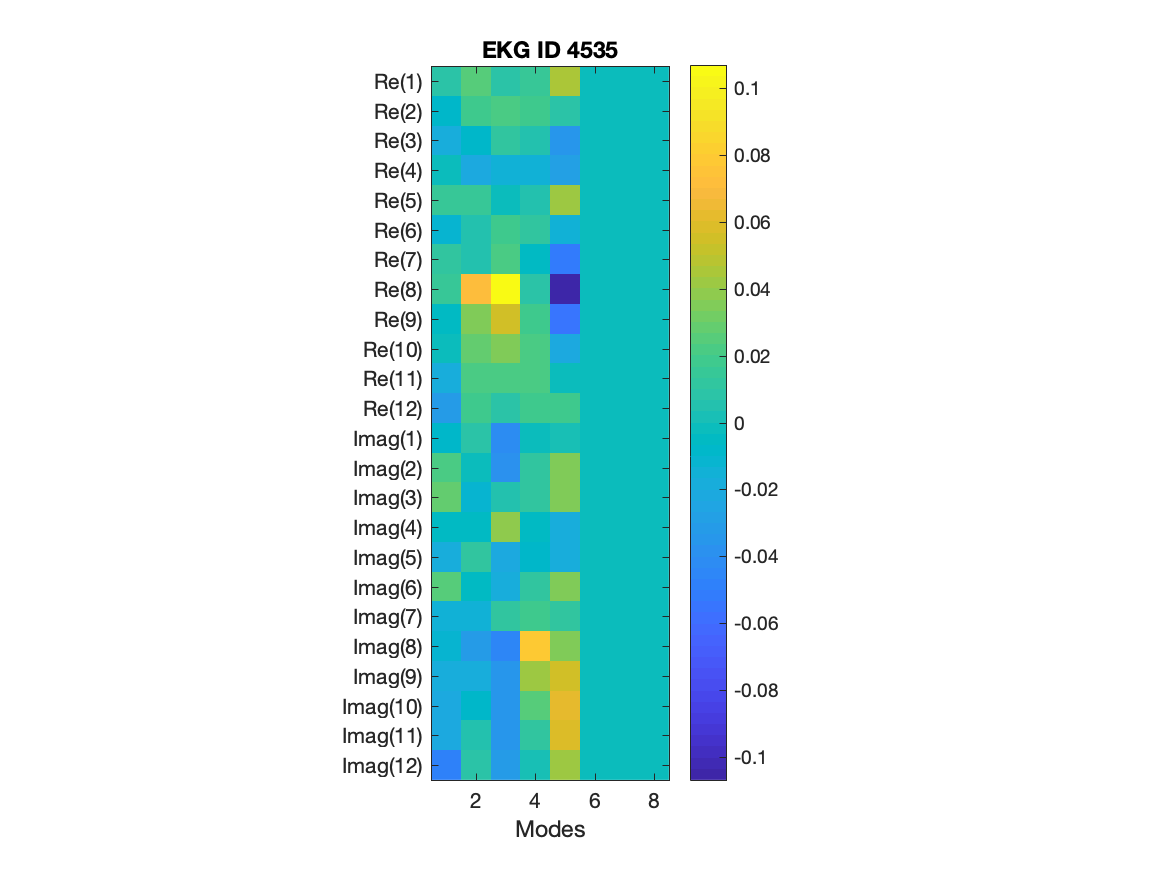 EKG ID 4535
Re(1)
Re(2)
Re(3)
Re(4)
Re(5)
Re(6)
Re(7)
Re(8)
Re(9)
Re(10)
Re(11)
Re(12)
Imag(1)
Imag(2)
Imag(3)
Imag(4)
Imag(5)
Imag(6)
Imag(7)
Imag(8)
Imag(9)
Imag(10)
Imag(11)
Imag(12)
2 4 6 8
Modes
0.1
0.08
0.06
0.04
0.02
0
-0.02
-0.04
-0.06
-0.08
-0.1